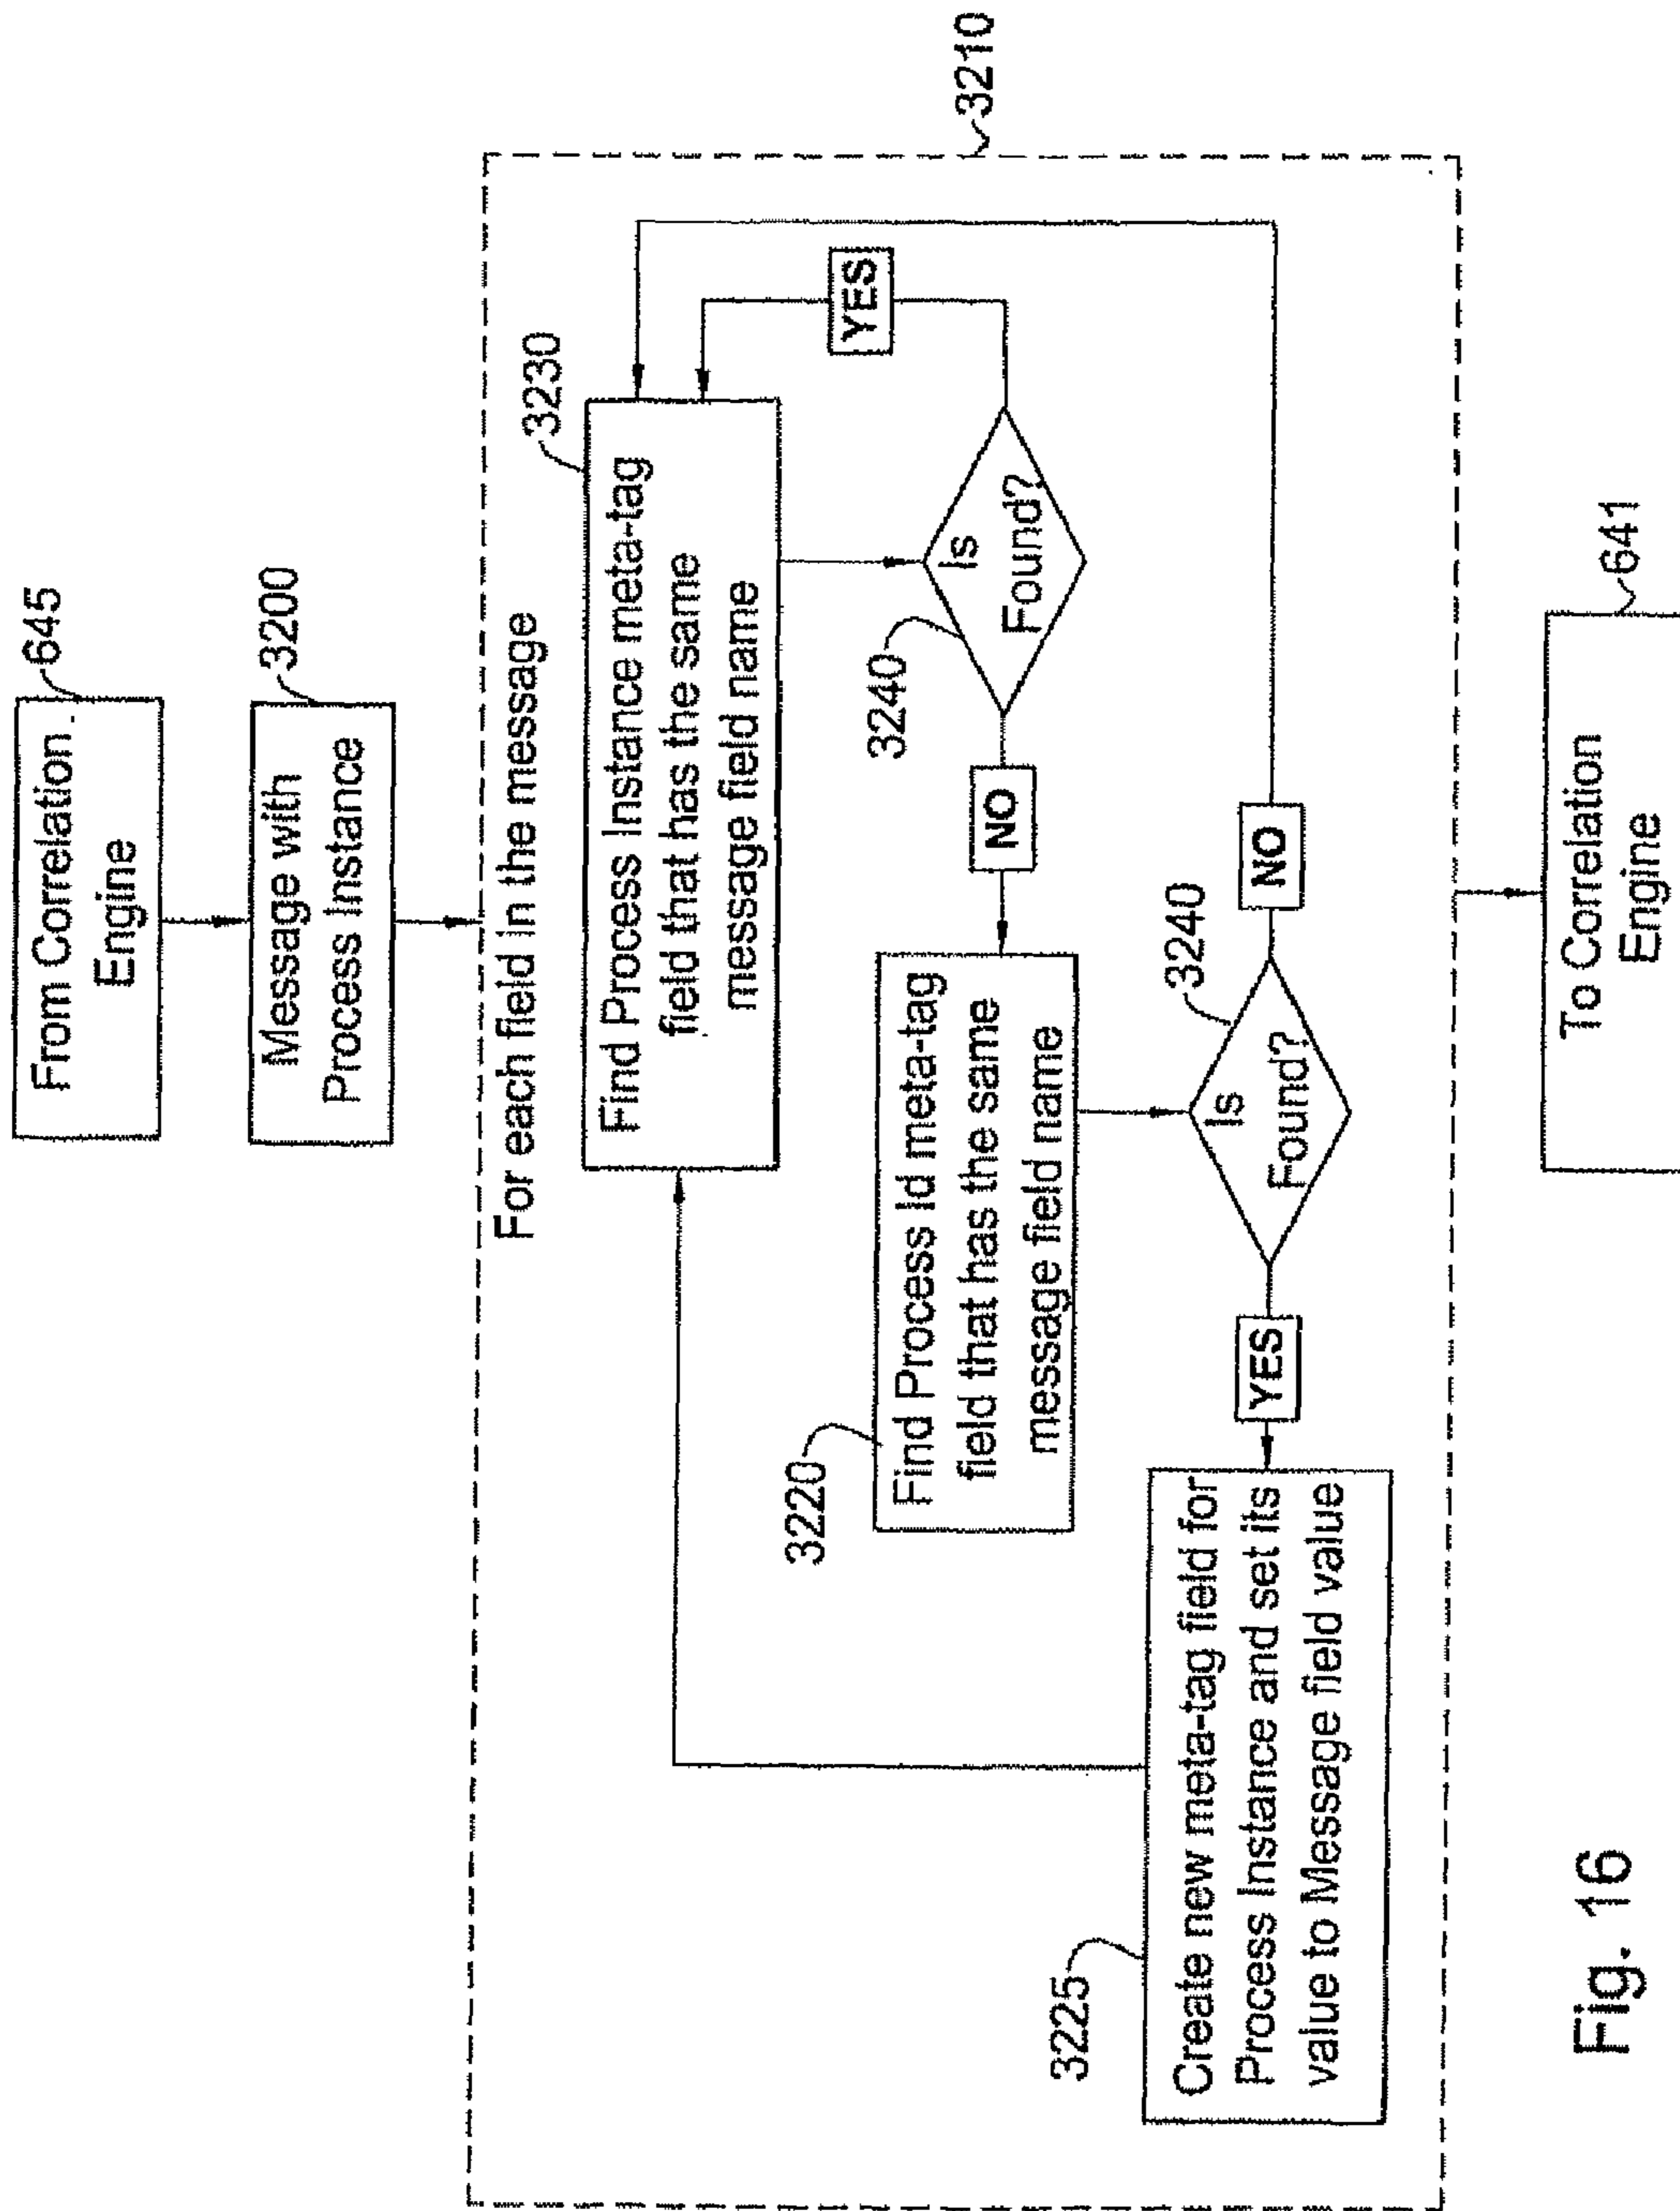 From Correlation
Engine
645
Message with
Process Instance
3200
For each field in the message
3210
Find Process Instance meta-tag
field that has the same
message field name
3230
Is
Found?
3240
YES
NO
Find Process Id meta-tag
field that has the same
message field name
3220
Is
Found?
3240
NO
YES
Create new meta-tag field for
Process Instance and set its
value to Message field value
3225
To Correlation
Engine
641
Fig. 16